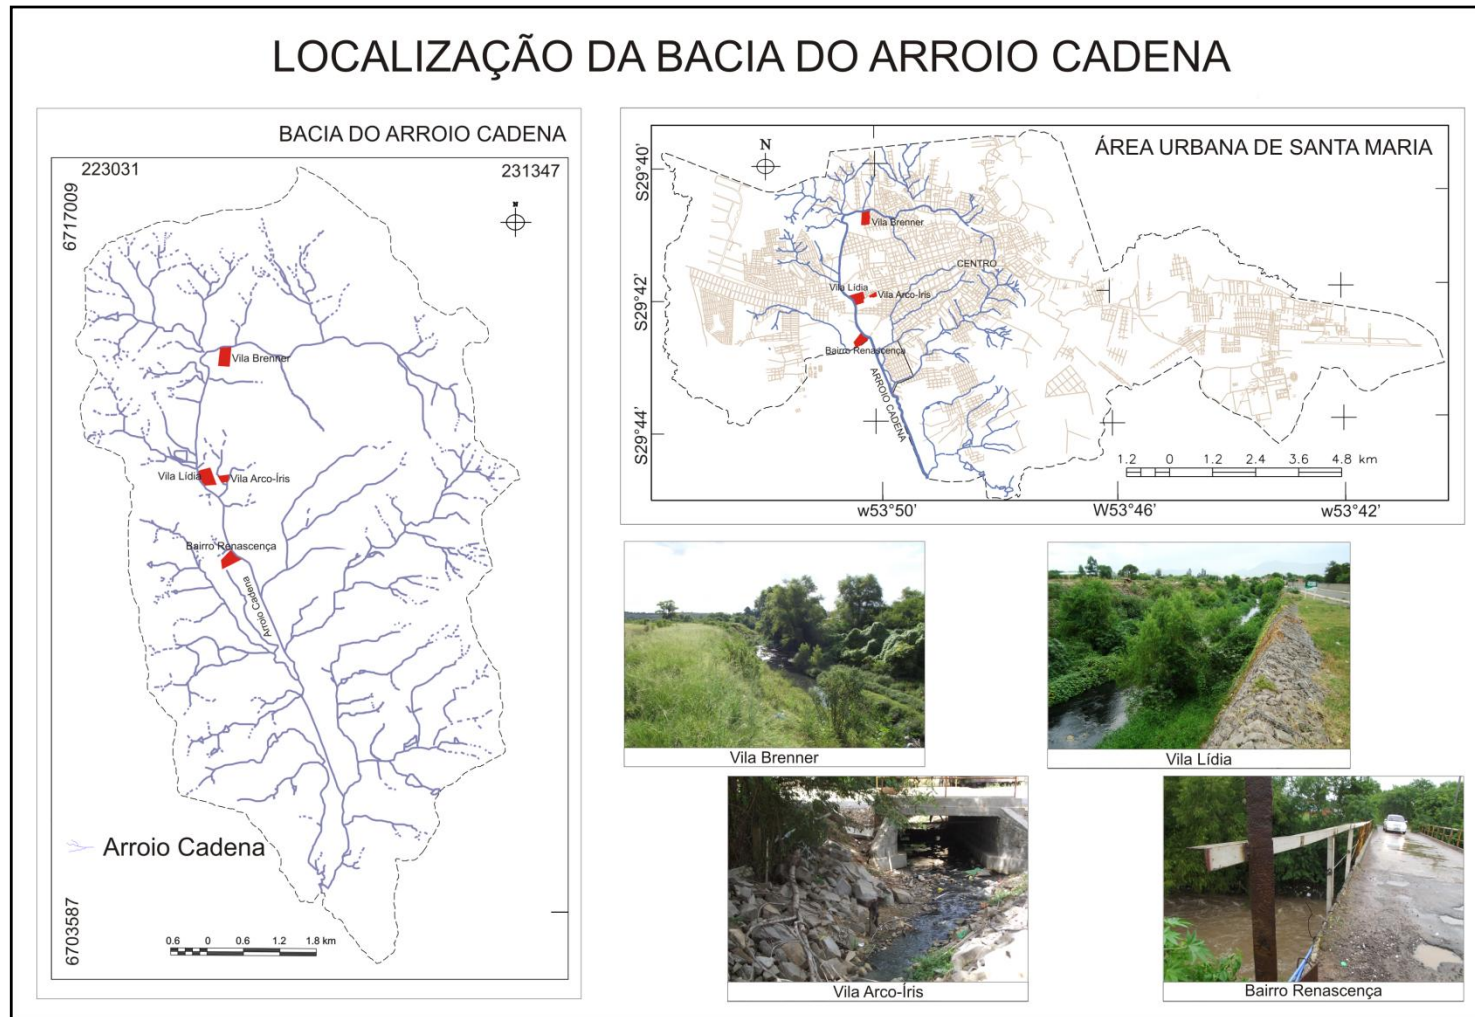 LOCALIZAÇÃO DA BACIA DO ARROIO CADENA
BACIA DO ARROIO CADENA
223031
231347
6717009
N
Vila Brenner
Vila Lídia
Vila Arco-Íris
Bairro Renascença
Arroio Cadena
Arroio Cadena
6703587
0.6 0 0.6 1.2 1.8 km
ÁREA URBANA DE SANTA MARIA
N
S29°40'
S29°42'
S29°44'
Vila Brenner
CENTRO
Vila Lídia
Vila Arco-Íris
Bairro Renascença
ARROIO CADENA
1.2 0 1.2 2.4 3.6 4.8 km
w53°50'
W53°46'
w53°42'
Vila Brenner
Vila Lídia
Vila Arco-Íris
Bairro Renascença